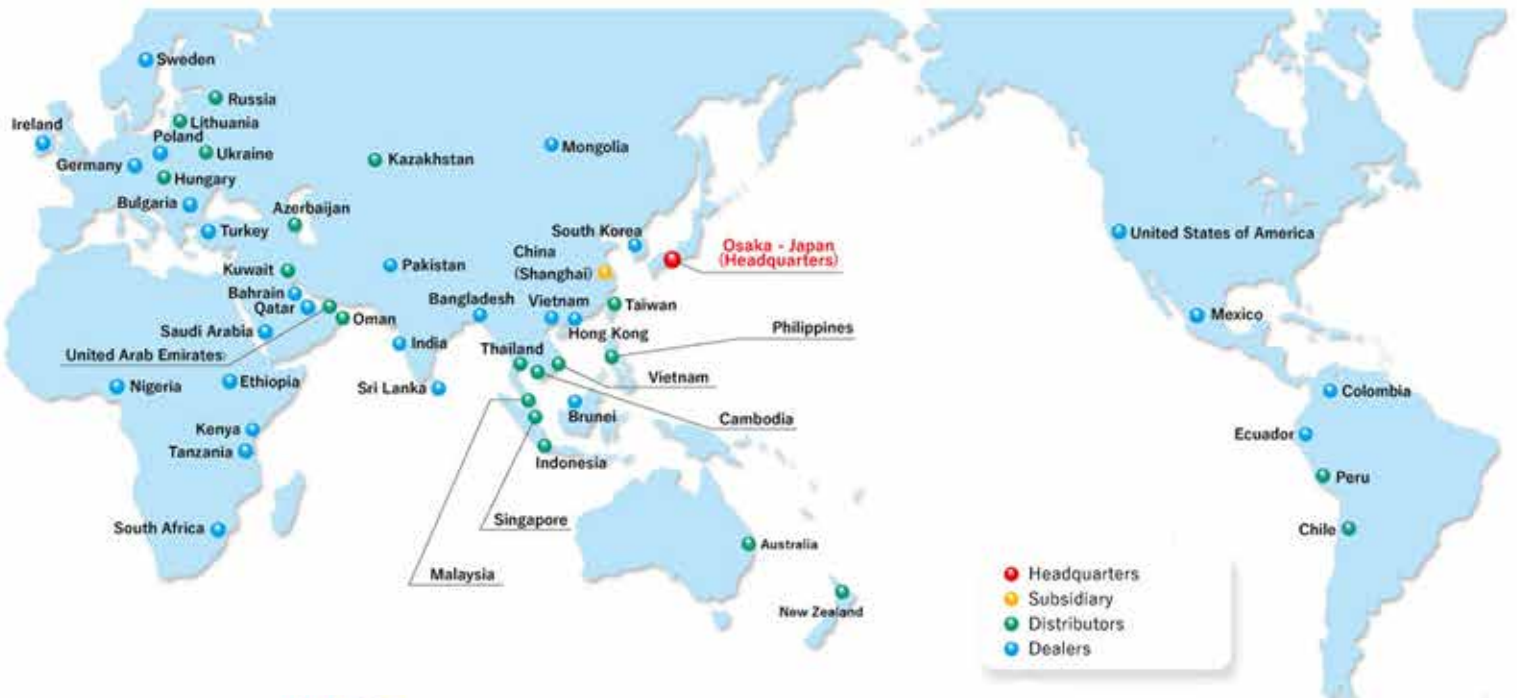 Sweden
Russia
Lithuania
Ireland
Poland
Ukraine
Germany
Hungary
Kazakhstan
Mongolia
Bulgaria
Azerbaijan
Turkey
South Korea
United States of America
China
(Shanghai)
Osaka - Japan
(Headquarters)
Kuwait
Pakistan
Bahrain
Qatar
Bangladesh
Vietnam
Taiwan
Oman
Saudi Arabia
India
Hong Kong
Philippines
Mexico
United Arab Emirates
Thailand
Vietnam
Nigeria
Ethiopia
Sri Lanka
Brunei
Cambodia
Colombia
Kenya
Tanzania
Indonesia
Ecuador
Peru
Singapore
South Africa
Chile
Australia
Malaysia
New Zealand
Headquarters
Subsidiary
Distributors
Dealers